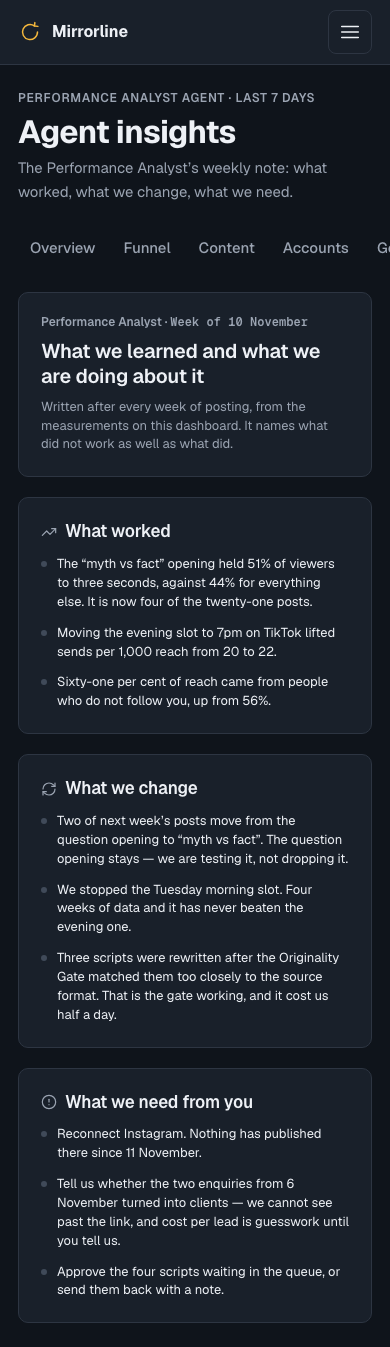 Mirrorline
PERFORMANCE ANALYST AGENT · LAST 7 DAYS
Agent insights
The Performance Analyst’s weekly note: what
worked, what we change, what we need.
Overview Funnel Content Accounts
Performance Analyst · Week of 10 November
What we learned and what we
are doing about it
Written after every week of posting, from the
measurements on this dashboard. It names what
did not work as well as what did.
What worked
The “myth vs fact” opening held 51% of viewers
to three seconds, against 44% for everything
else. It is now four of the twenty-one posts.
Moving the evening slot to 7pm on TikTok lifted
sends per 1,000 reach from 20 to 22.
Sixty-one per cent of reach came from people
who do not follow you, up from 56%.
What we change
Two of next week’s posts move from the
question opening to “myth vs fact”. The question
opening stays — we are testing it, not dropping it.
We stopped the Tuesday morning slot. Four
weeks of data and it has never beaten the
evening one.
Three scripts were rewritten after the Originality
Gate matched them too closely to the source
format. That is the gate working, and it cost us
half a day.
What we need from you
Reconnect Instagram. Nothing has published
there since 11 November.
Tell us whether the two enquiries from 6
November turned into clients — we cannot see
past the link, and cost per lead is guesswork until
you tell us.
Approve the four scripts waiting in the queue, or
send them back with a note.